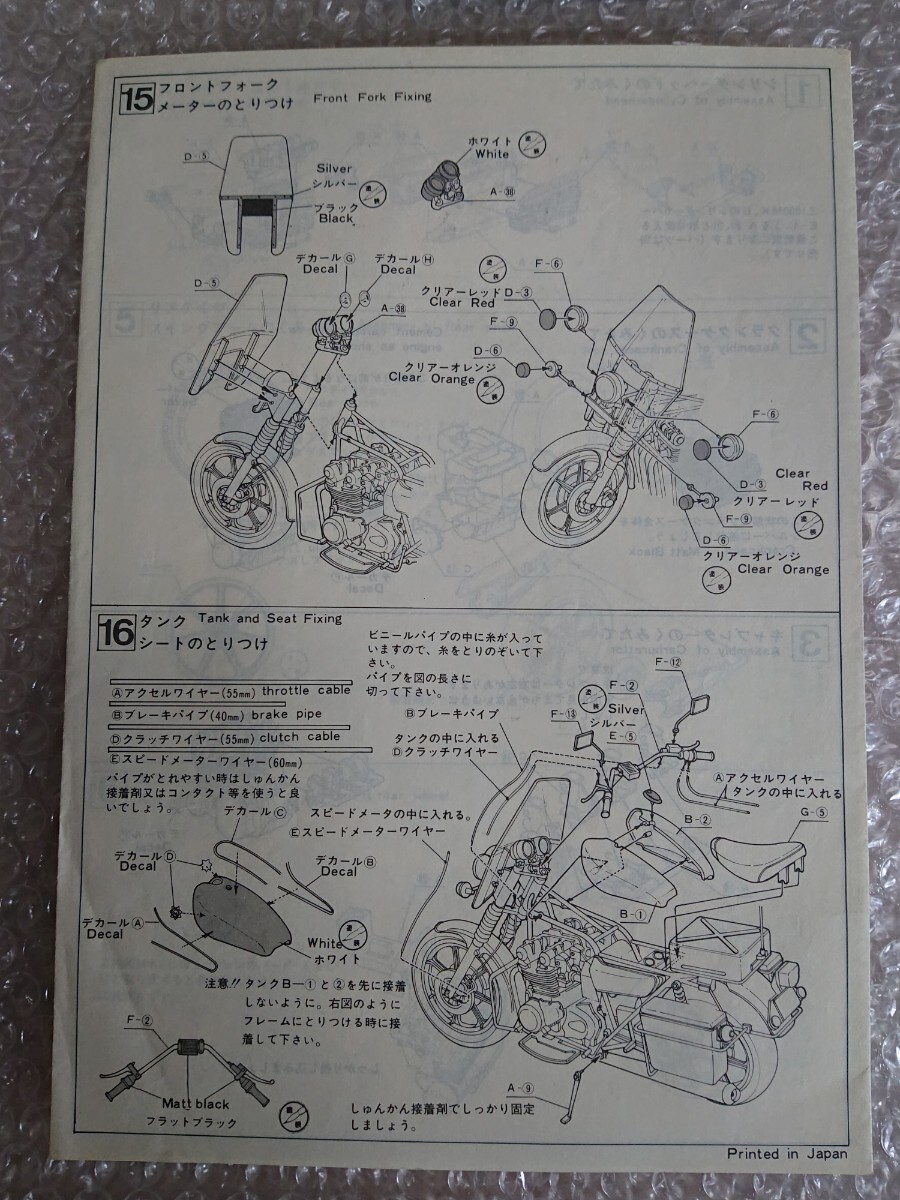 15
フロントフォーク
メーターのとりつけ Front Fork Fixing
D-⑤
Silver
シルバー
ブラック
Black
ホワイト
White
A-㊳
デカールⒼ
Decal
デカールⒽ
Decal
D-⑤
A-㊳
F-⑥
クリアーレッド D-③
Clear Red
F-⑨
D-⑥
クリアーオレンジ
Clear Orange
F-⑥
D-③
Clear
Red
クリアーレッド
F-⑨
D-⑥
クリアーオレンジ
Clear Orange
16
タンク Tank and Seat Fixing
シートのとりつけ
Ⓐアクセルワイヤー(55mm) throttle cable
Ⓑブレーキパイプ(40mm) brake pipe
Ⓓクラッチワイヤー(55mm) clutch cable
Ⓔスピードメーターワイヤー(60mm)
パイプがとれやすい時はしゅんかん
接着剤又はコンタクト等を使うと良
いでしょう。
ビニールパイプの中に糸が入って
いますので、糸をとりのぞいて下
さい。
パイプを図の長さに
切って下さい。
Ⓑブレーキパイプ
タンクの中に入れる
Ⓓクラッチワイヤー
スピードメータの中に入れる。
Ⓔスピードメーターワイヤー
F-⑫
F-②
Silver
シルバー
F-⑬
E-⑤
Ⓐアクセルワイヤー
タンクの中に入れる
B-②
G-⑤
B-①
デカールⒸ
デカールⒹ
Decal
デカールⒷ
Decal
デカールⒶ
Decal
White
ホワイト
注意!! タンクB-①と②を先に接着
しないように。右図のように
フレームにとりつける時に接
着して下さい。
F-②
Matt black
フラットブラック
A-⑨
しゅんかん接着剤でしっかり固定
しましょう。
Printed in Japan